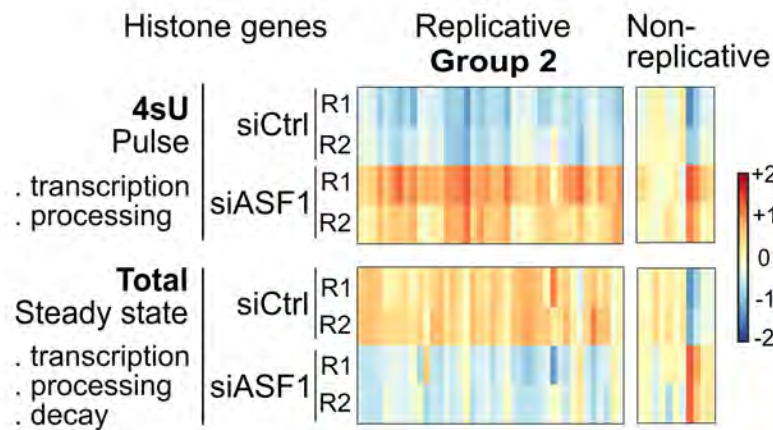 Histone genes
Replicative
Group 2
Non-
replicative
4sU
Pulse
. transcription
. processing
siCtrl
R1
R2
siASF1
R1
R2
Total
Steady state
. transcription
. processing
. decay
siCtrl
R1
R2
siASF1
R1
R2
+2
+1
0
-1
-2